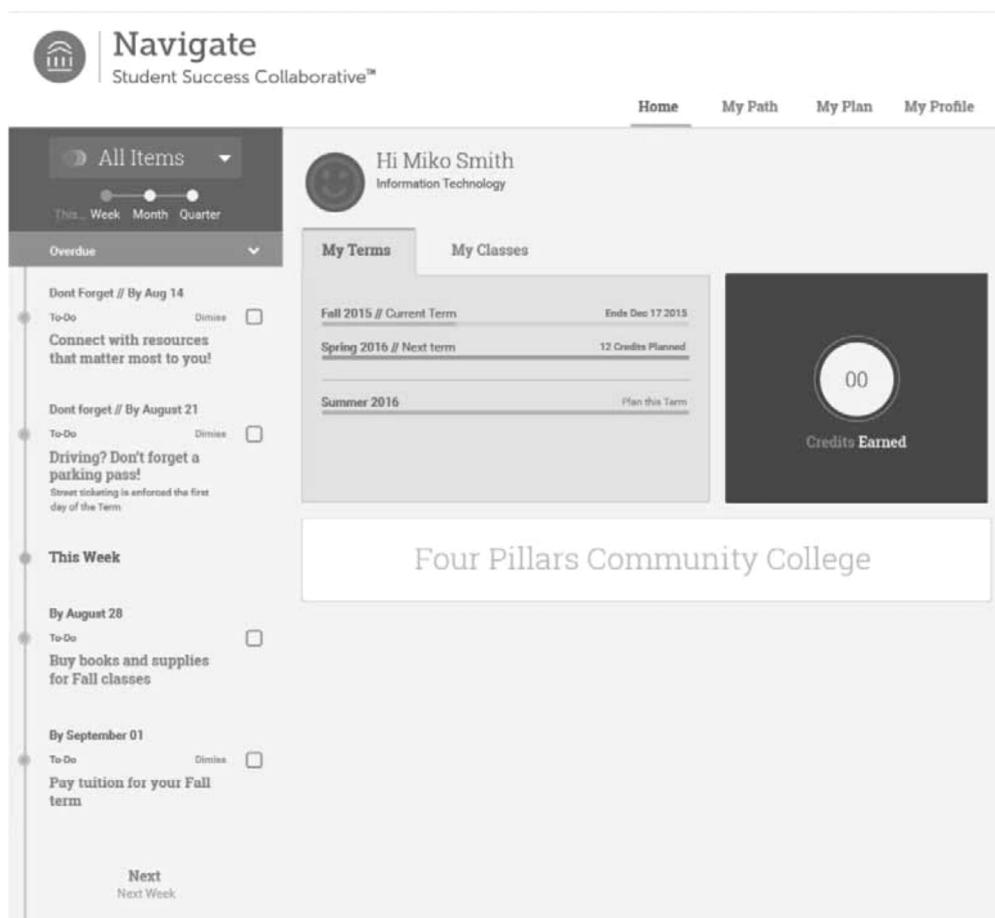 Navigate
Student Success Collaborative™
Home My Path My Plan My Profile
All Items
This... Week Month Quarter
Overdue
Dont Forget // By Aug 14
To-Do Dimiss
Connect with resources
that matter most to you!
Dont forget // By August 21
To-Do Dimiss
Driving? Don't forget a
parking pass!
Street ticketing is enforced the first
day of the Term
This Week
By August 28
To-Do
Buy books and supplies
for Fall classes
By September 01
To-Do Dimiss
Pay tuition for your Fall
term
Next
Next Week
Hi Miko Smith
Information Technology
My Terms My Classes
Fall 2015 // Current Term Ends Dec 17 2015
Spring 2016 // Next term 12 Credits Planned
Summer 2016 Plan this Term
00
Credits Earned
Four Pillars Community College